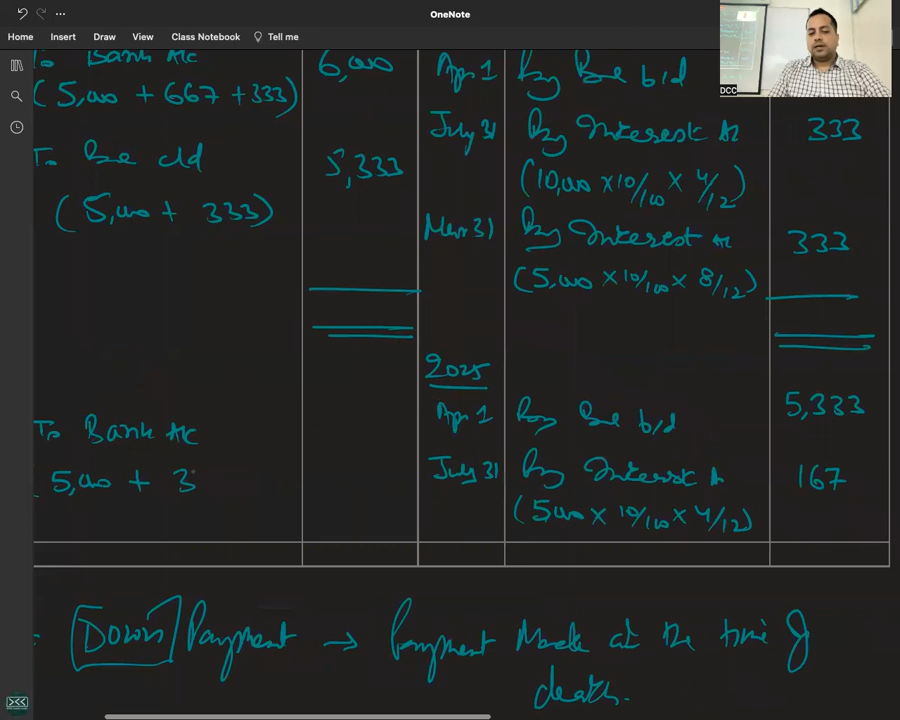 OneNote
Home Insert Draw View Class Notebook Tell me
DCC
To Bank A/c 6,000 Apr 1 By Bal b/d
(5,000 + 667 + 333)
July 31 By Interest A/c 333
To Bal c/d 5,333
(10,000 × 10/100 × 4/12)
(5,000 + 333)
Mar 31 By Interest A/c 333
(5,000 × 10/100 × 8/12)
2025
Apr 1 By Bal b/d 5,333
To Bank A/c
July 31 By Interest A 167
( 5,000 + 3
(5,000 × 10/100 × 4/12)
Down Payment → Payment Made at the time of
death.